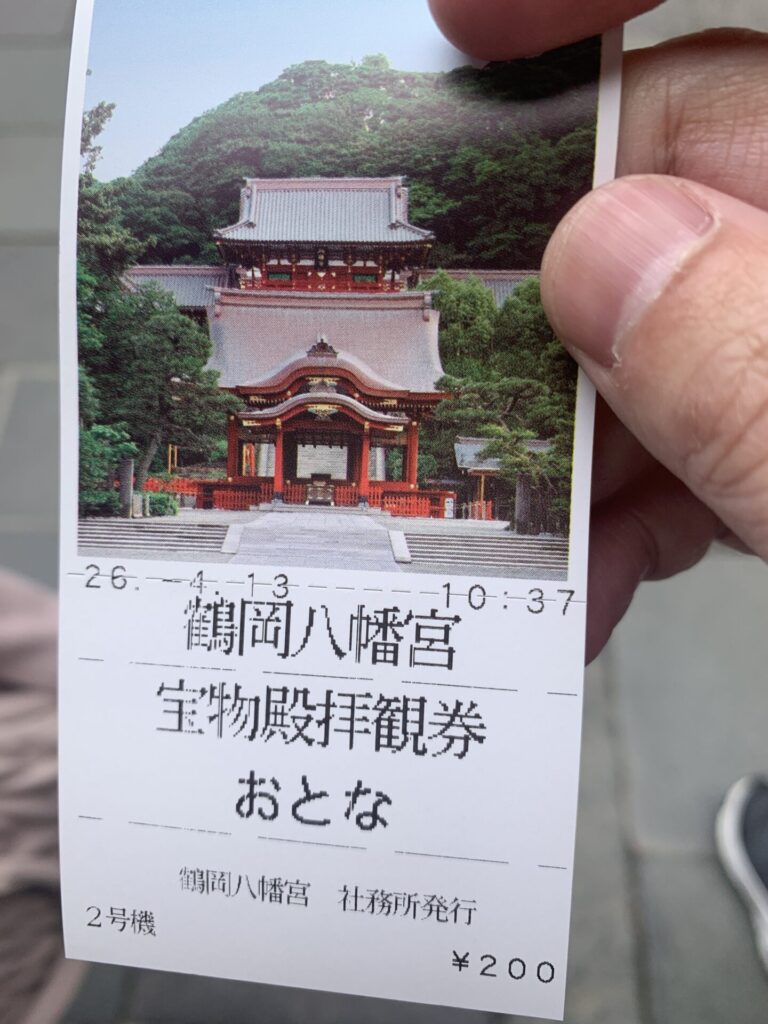 26.-4.13 10:37
鶴岡八幡宮
宝物殿拝観券
おとな
鶴岡八幡宮 社務所発行
2号機
¥200